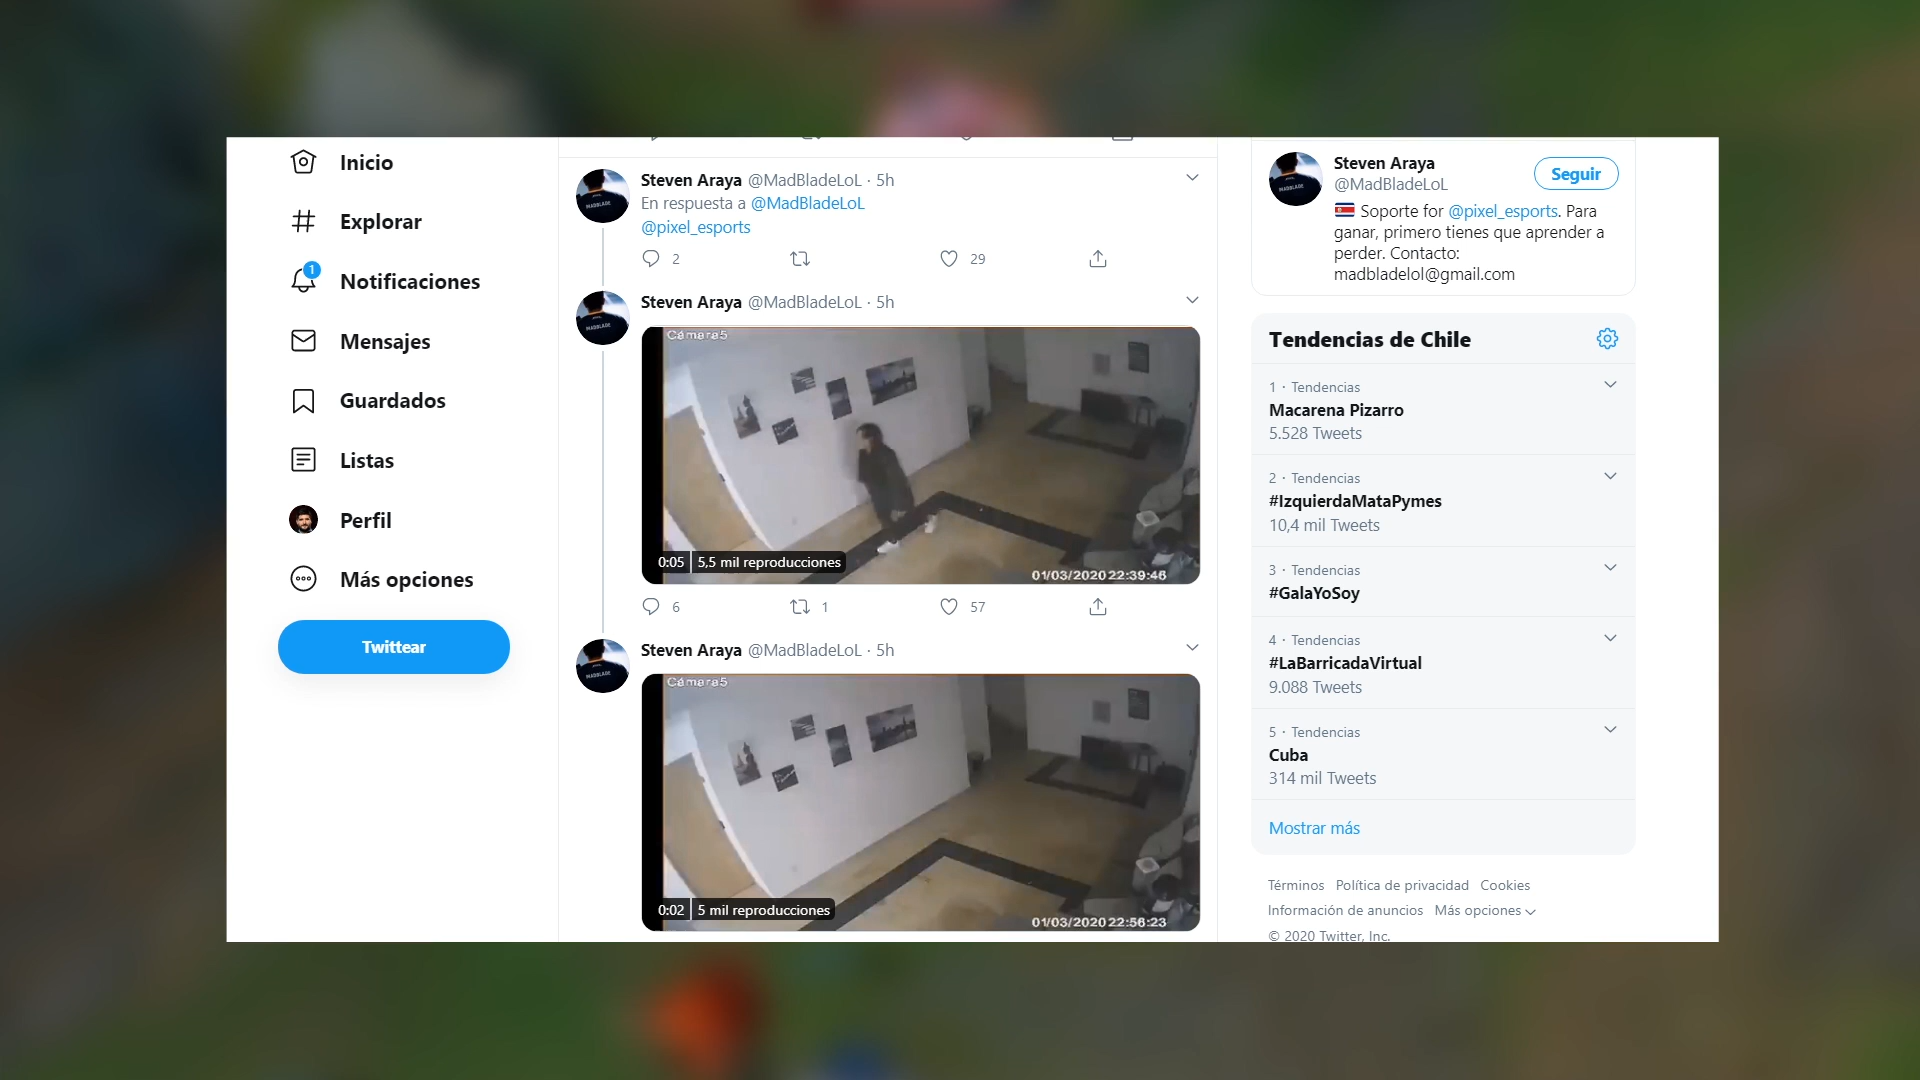 Inicio
Explorar
1
Notificaciones
Mensajes
Guardados
Listas
Perfil
Más opciones
Twittear
Steven Araya @MadBladeLoL · 5h
En respuesta a @MadBladeLoL
@pixel_esports
2
29
Steven Araya @MadBladeLoL · 5h
Cámara5
0:05 5,5 mil reproducciones
01/03/2020 22:39:46
6
1
57
Steven Araya @MadBladeLoL · 5h
Cámara5
0:02 5 mil reproducciones
01/03/2020 22:56:23
MADBLADE
MADBLADE
MADBLADE
Steven Araya
@MadBladeLoL
Seguir
Soporte for @pixel_esports. Para
ganar, primero tienes que aprender a
perder. Contacto:
madbladelol@gmail.com
MADBLADE
Tendencias de Chile
1 · Tendencias
Macarena Pizarro
5.528 Tweets
2 · Tendencias
#IzquierdaMataPymes
10,4 mil Tweets
3 · Tendencias
#GalaYoSoy
4 · Tendencias
#LaBarricadaVirtual
9.088 Tweets
5 · Tendencias
Cuba
314 mil Tweets
Mostrar más
Términos Política de privacidad Cookies
Información de anuncios Más opciones
© 2020 Twitter, Inc.